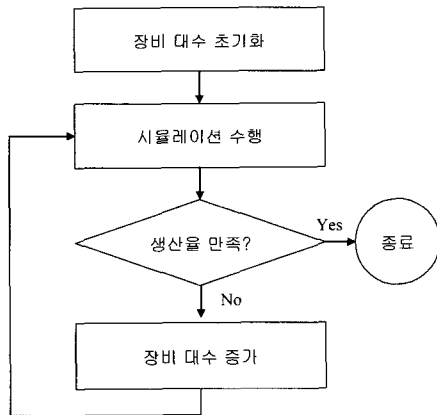 장비 대수 초기화
시뮬레이션 수행
생산율 만족?
Yes
종료
No
장비 대수 증가